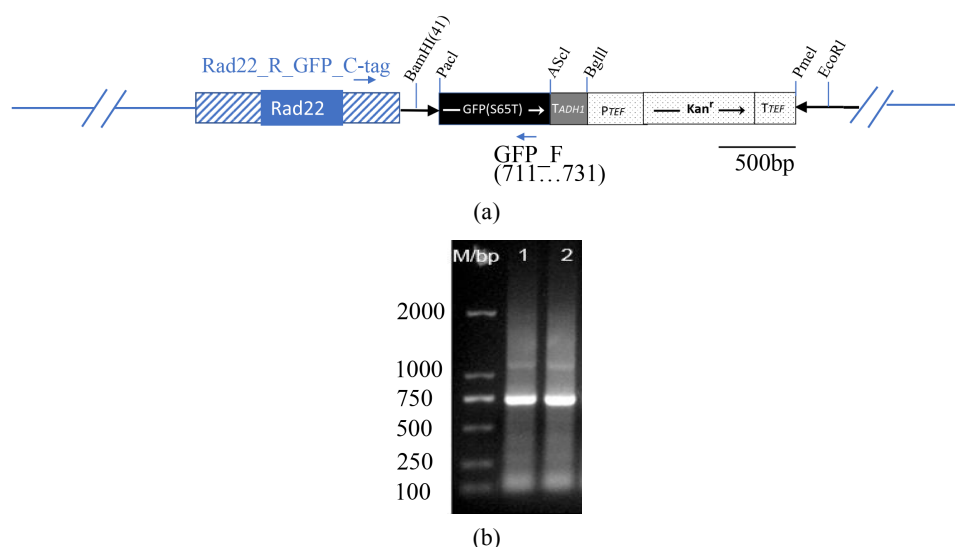 Rad22_R_GFP_C-tag
BamHI(41)
PacI
AScI
BglII
PmeI
EcoRI
Rad22
GFP(S65T)
TADH1
PTEF
Kanʳ
TTEF
GFP_F
(711...731)
500bp
(a)
M/bp 1 2
2000
1000
750
500
250
100
(b)